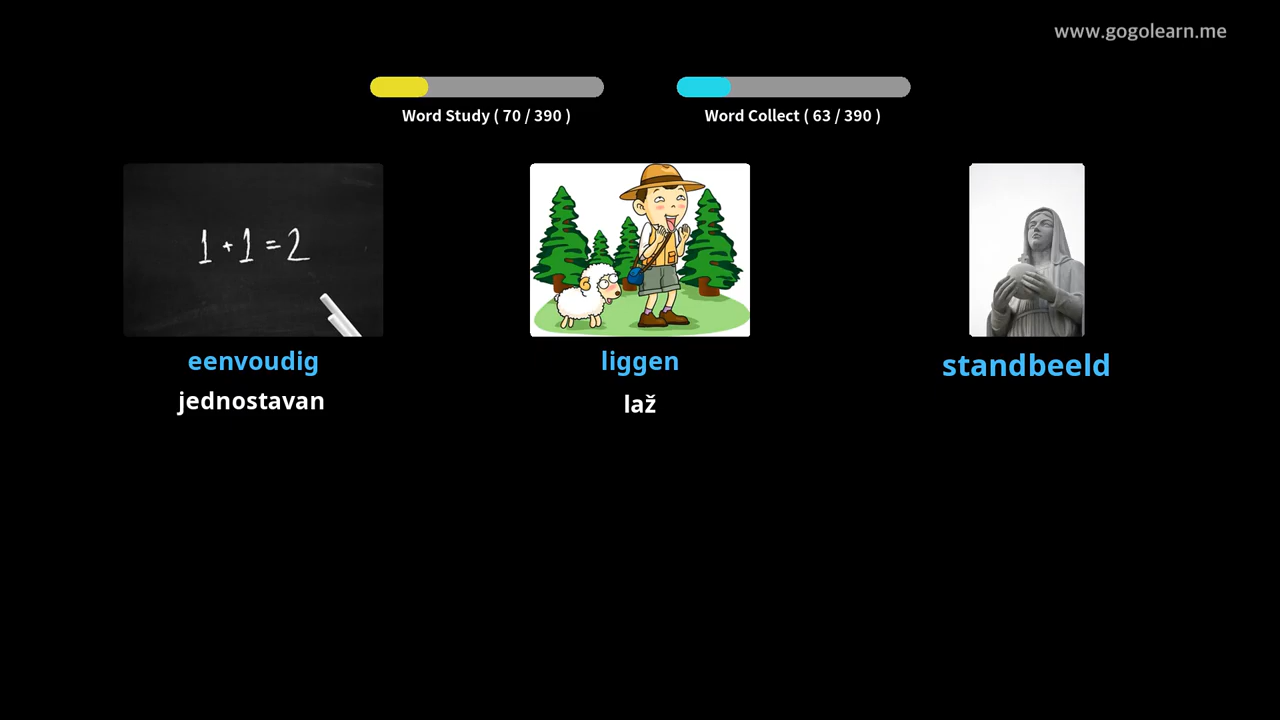 www.gogolearn.me
Word Study ( 70 / 390 )
Word Collect ( 63 / 390 )
1 + 1 = 2
eenvoudig
jednostavan
liggen
laž
standbeeld